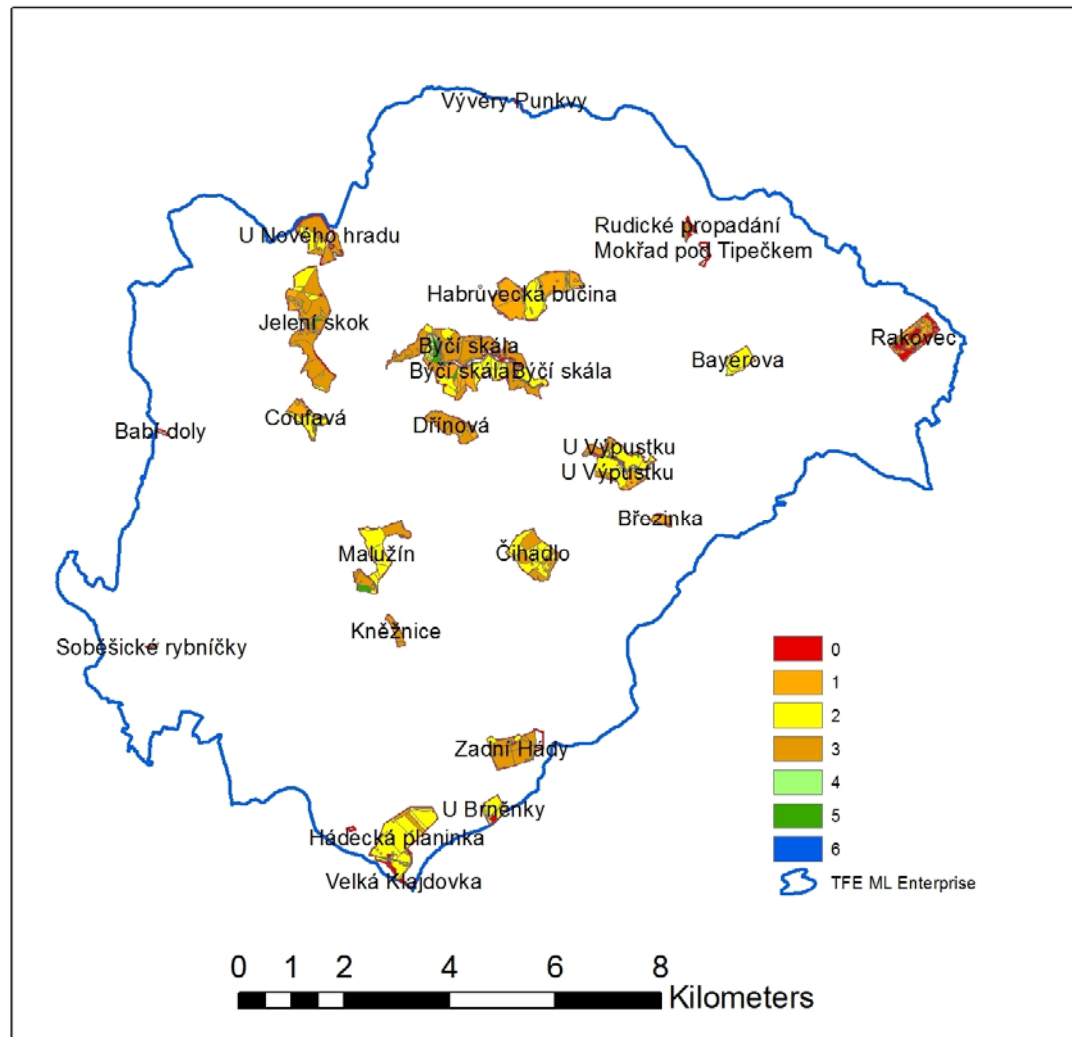 Vývěry Punkvy
U Nového hradu
Rudické propadání
Mokřad pod Tipečkem
Habrůvecká bučina
Jelení skok
Býčí skála
Rakovec
Býčí skála Býčí skála
Bayerova
Coufavá
Dřínová
Babí doly
U Výpustku
U Výpustku
Březinka
Malužín
Čihadlo
Kněžnice
Soběšické rybníčky
Zadní Hády
U Brněnky
Hádecká planinka
Velká Klajdovka
0
1
2
3
4
5
6
TFE ML Enterprise
0 1 2 4 6 8
Kilometers